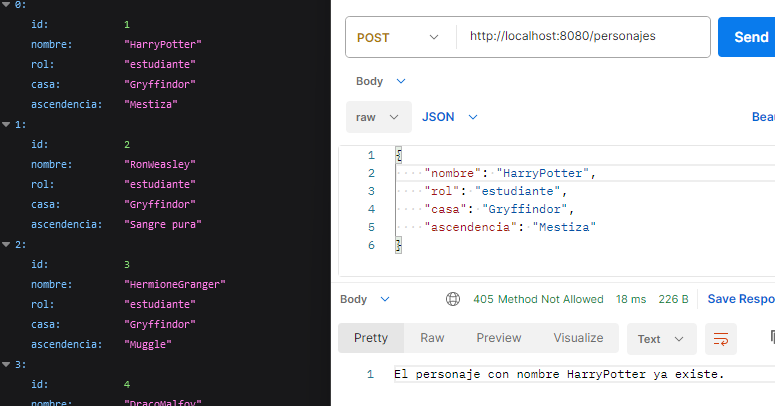 0:
id: 1
nombre: "HarryPotter"
rol: "estudiante"
casa: "Gryffindor"
ascendencia: "Mestiza"
1:
id: 2
nombre: "RonWeasley"
rol: "estudiante"
casa: "Gryffindor"
ascendencia: "Sangre pura"
2:
id: 3
nombre: "HermioneGranger"
rol: "estudiante"
casa: "Gryffindor"
ascendencia: "Muggle"
3:
id: 4
nombre: "DracoMalfoy"
POST http://localhost:8080/personajes Send
Body
raw JSON Beau
1 {
2 "nombre": "HarryPotter",
3 "rol": "estudiante",
4 "casa": "Gryffindor",
5 "ascendencia": "Mestiza"
6 }
Body 405 Method Not Allowed 18 ms 226 B Save Respo
Pretty Raw Preview Visualize Text
1 El personaje con nombre HarryPotter ya existe.